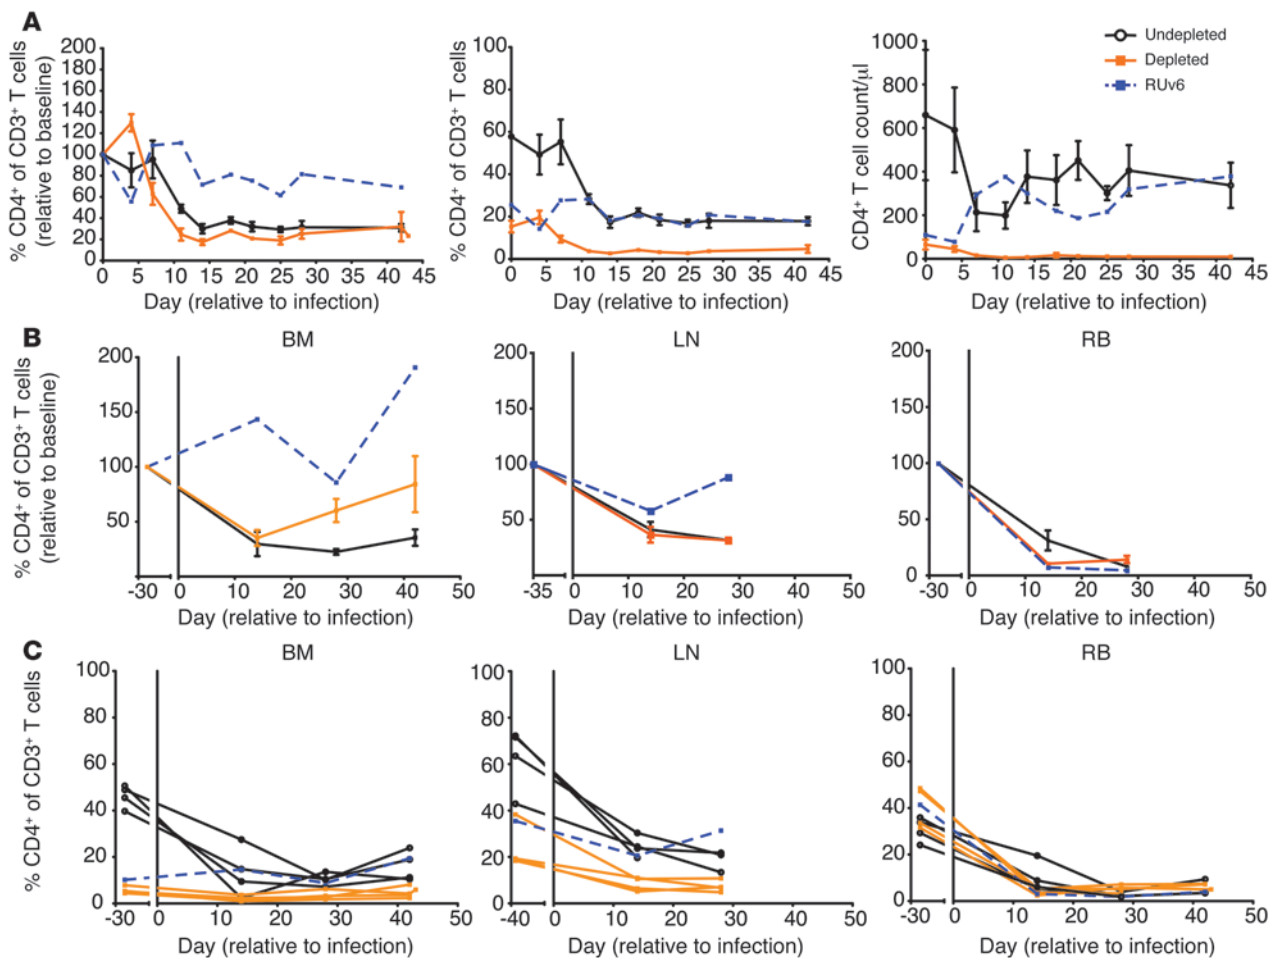 A
% CD4+ of CD3+ T cells
(relative to baseline)
200
180
160
140
120
100
80
60
40
20
0
0 5 10 15 20 25 30 35 40 45
Day (relative to infection)
% CD4+ of CD3+ T cells
100
80
60
40
20
0
0 5 10 15 20 25 30 35 40 45
Day (relative to infection)
CD4+ T cell count/µl
1000
800
600
400
200
0
0 5 10 15 20 25 30 35 40 45
Day (relative to infection)
Undepleted
Depleted
RUv6
B
% CD4+ of CD3+ T cells
(relative to baseline)
BM
200
150
100
50
-30 0 10 20 30 40 50
Day (relative to infection)
LN
200
150
100
50
-35 0 10 20 30 40 50
Day (relative to infection)
RB
200
150
100
50
0
-30 0 10 20 30 40 50
Day (relative to infection)
C
% CD4+ of CD3+ T cells
BM
100
80
60
40
20
0
-30 0 10 20 30 40 50
Day (relative to infection)
LN
100
80
60
40
20
0
-40 0 10 20 30 40 50
Day (relative to infection)
RB
100
80
60
40
20
0
-30 0 10 20 30 40 50
Day (relative to infection)